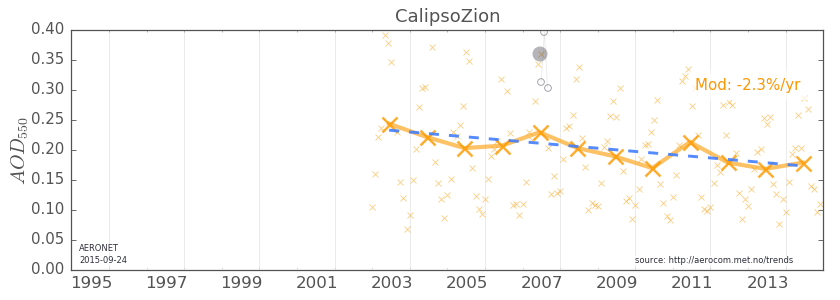 CalipsoZion
0.40
0.35
0.30
0.25
0.20
0.15
0.10
0.05
0.00
AOD550
Mod: -2.3%/yr
AERONET
2015-09-24
source: http://aerocom.met.no/trends
1995 1997 1999 2001 2003 2005 2007 2009 2011 2013